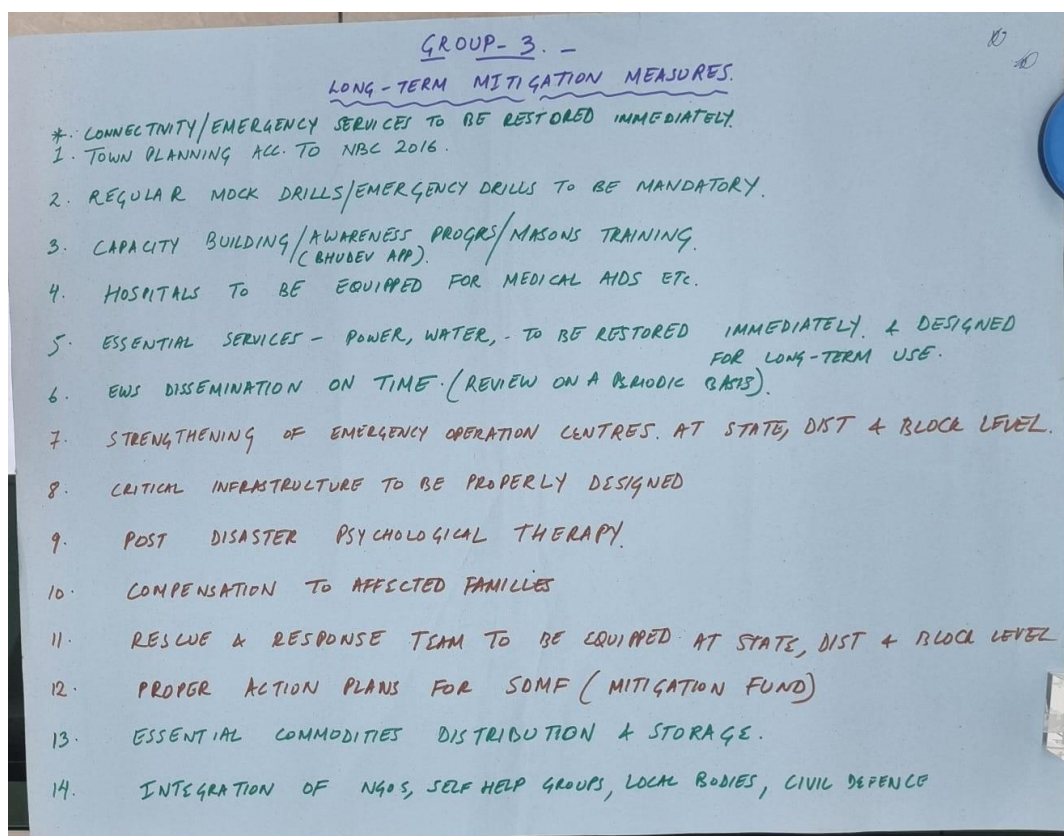 GROUP- 3. -
LONG-TERM MITIGATION MEASURES.
*. CONNECTIVITY/EMERGENCY SERVICES TO BE RESTORED IMMEDIATELY.
1. TOWN PLANNING ACC. TO NBC 2016.
2. REGULAR MOCK DRILLS/EMERGENCY DRILLS TO BE MANDATORY.
3. CAPACITY BUILDING/AWARENESS PROGRS/MASONS TRAINING.
(BHUDEV APP).
4. HOSPITALS TO BE EQUIPPED FOR MEDICAL AIDS ETC.
5. ESSENTIAL SERVICES - POWER, WATER, - TO BE RESTORED IMMEDIATELY. & DESIGNED
FOR LONG-TERM USE.
6. EWS DISSEMINATION ON TIME. (REVIEW ON A PERIODIC BASIS).
7. STRENGTHENING OF EMERGENCY OPERATION CENTRES. AT STATE, DIST & BLOCK LEVEL.
8. CRITICAL INFRASTRUCTURE TO BE PROPERLY DESIGNED
9. POST DISASTER PSYCHOLOGICAL THERAPY.
10. COMPENSATION TO AFFECTED FAMILIES
11. RESCUE & RESPONSE TEAM TO BE EQUIPPED AT STATE, DIST & BLOCK LEVEL
12. PROPER ACTION PLANS FOR SDMF (MITIGATION FUND)
13. ESSENTIAL COMMODITIES DISTRIBUTION & STORAGE.
14. INTEGRATION OF NGOS, SELF HELP GROUPS, LOCAL BODIES, CIVIL DEFENCE